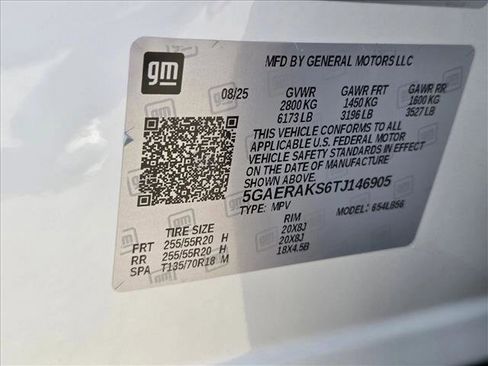 gm
MFD BY GENERAL MOTORS LLC
08/25 GVWR GAWR FRT GAWR RR
2800 KG 1450 KG 1600 KG
6173 LB 3196 LB 3527 LB
THIS VEHICLE CONFORMS TO ALL
APPLICABLE U.S. FEDERAL MOTOR
VEHICLE SAFETY STANDARDS IN
EFFECT ON THE DATE OF MANUFACTURE
SHOWN ABOVE.
5GAERAKS6TJ146905
TYPE: MPV MODEL: 654LB56
TIRE SIZE RIM
FRT 255/55R20 H 20X8J
RR 255/55R20 H 20X8J
SPA T135/70R18 M 18X4.5B